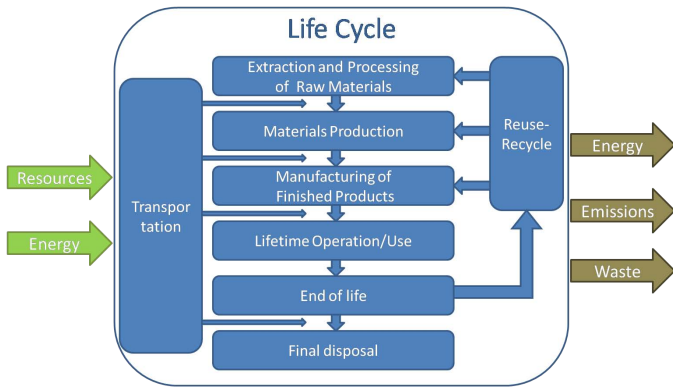 Life Cycle
Extraction and Processing
of Raw Materials
Materials Production
Manufacturing of
Finished Products
Lifetime Operation/Use
End of life
Final disposal
Transpor
tation
Reuse-
Recycle
Resources
Energy
Energy
Emissions
Waste